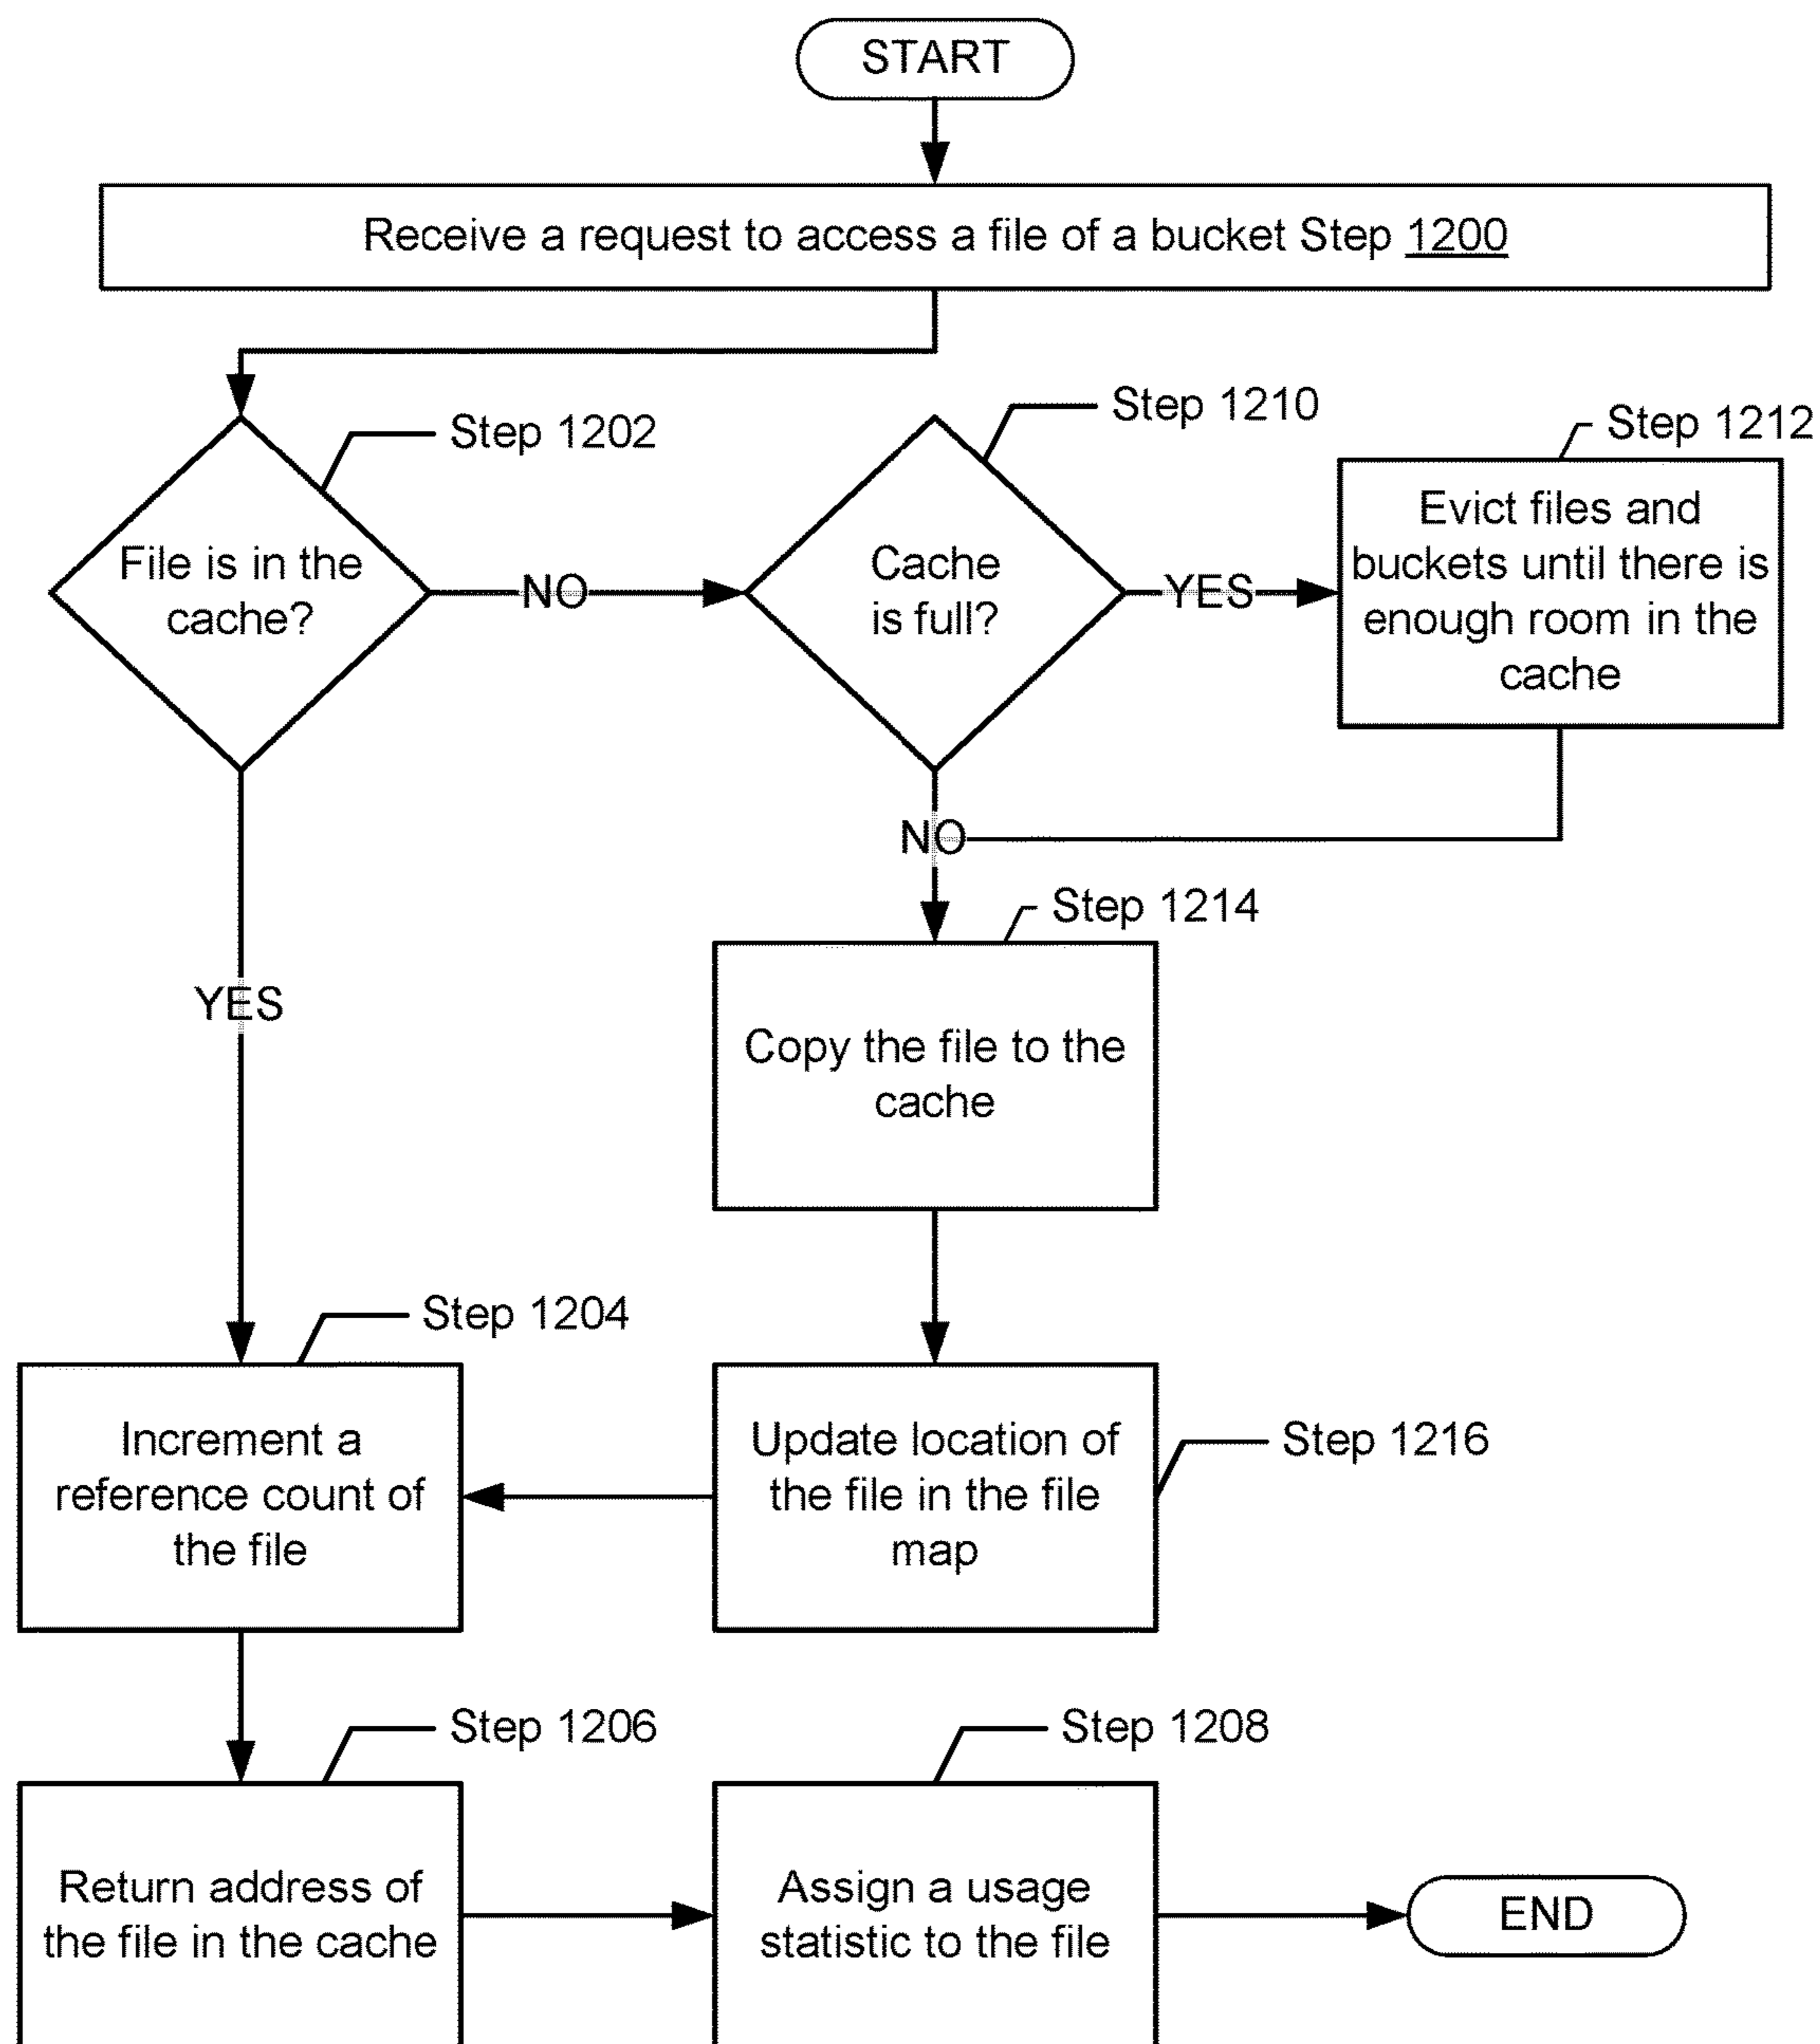 START
Receive a request to access a file of a bucket Step 1200
Step 1202
Step 1210
Step 1212
File is in the
cache?
NO
Cache
is full?
YES
Evict files and
buckets until there is
enough room in the
cache
NO
Step 1214
YES
Copy the file to the
cache
Step 1204
Increment a
reference count of
the file
Update location of
the file in the file
map
Step 1216
Step 1206
Step 1208
Return address of
the file in the cache
Assign a usage
statistic to the file
END